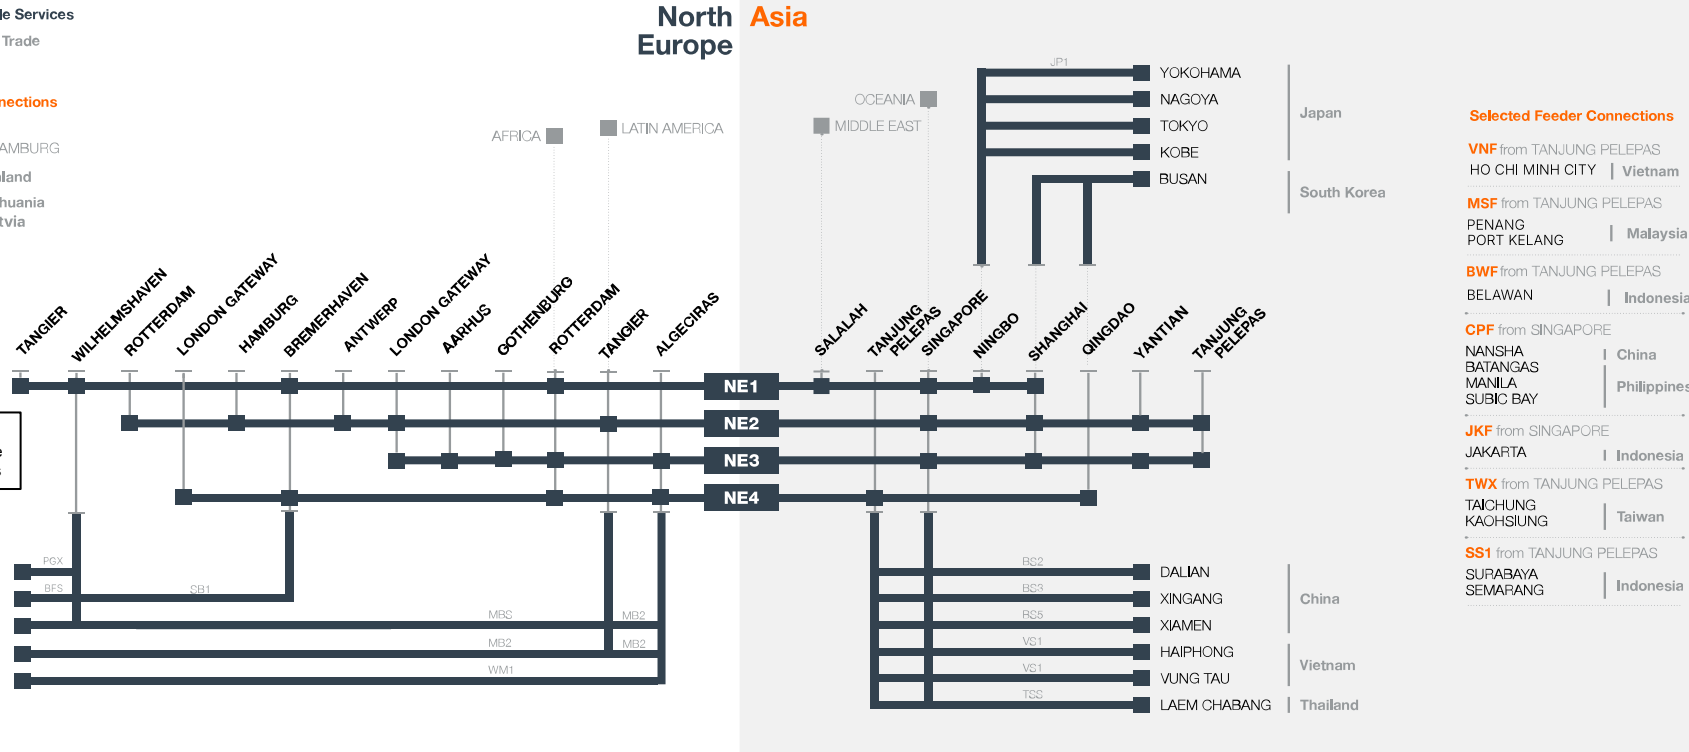 le Services
Trade
nnections
AMBURG
land
huania
tvia
North
Europe
Asia
AFRICA
LATIN AMERICA
OCEANIA
MIDDLE EAST
JP1
YOKOHAMA
NAGOYA
TOKYO
KOBE
BUSAN
Japan
South Korea
TANGIER
WILHELMSHAVEN
ROTTERDAM
LONDON GATEWAY
HAMBURG
BREMERHAVEN
ANTWERP
LONDON GATEWAY
AARHUS
GOTHENBURG
ROTTERDAM
TANGIER
ALGECIRAS
SALALAH
TANJUNG
PELEPAS
SINGAPORE
NINGBO
SHANGHAI
QINGDAO
YANTIAN
TANJUNG
PELEPAS
NE1
NE2
NE3
NE4
e
s
PGX
BFS
SB1
MBS
MB2
MB2
MB2
WM1
BS2
BS3
BS5
VS1
VS1
TSS
DALIAN
XINGANG
XIAMEN
HAIPHONG
VUNG TAU
LAEM CHABANG
China
Vietnam
Thailand
Selected Feeder Connections
VNF from TANJUNG PELEPAS
HO CHI MINH CITY | Vietnam
MSF from TANJUNG PELEPAS
PENANG
PORT KELANG
Malaysia
BWF from TANJUNG PELEPAS
BELAWAN | Indonesia
CPF from SINGAPORE
NANSHA | China
BATANGAS
MANILA
SUBIC BAY
Philippines
JKF from SINGAPORE
JAKARTA | Indonesia
TWX from TANJUNG PELEPAS
TAICHUNG
KAOHSIUNG
Taiwan
SS1 from TANJUNG PELEPAS
SURABAYA
SEMARANG
Indonesia